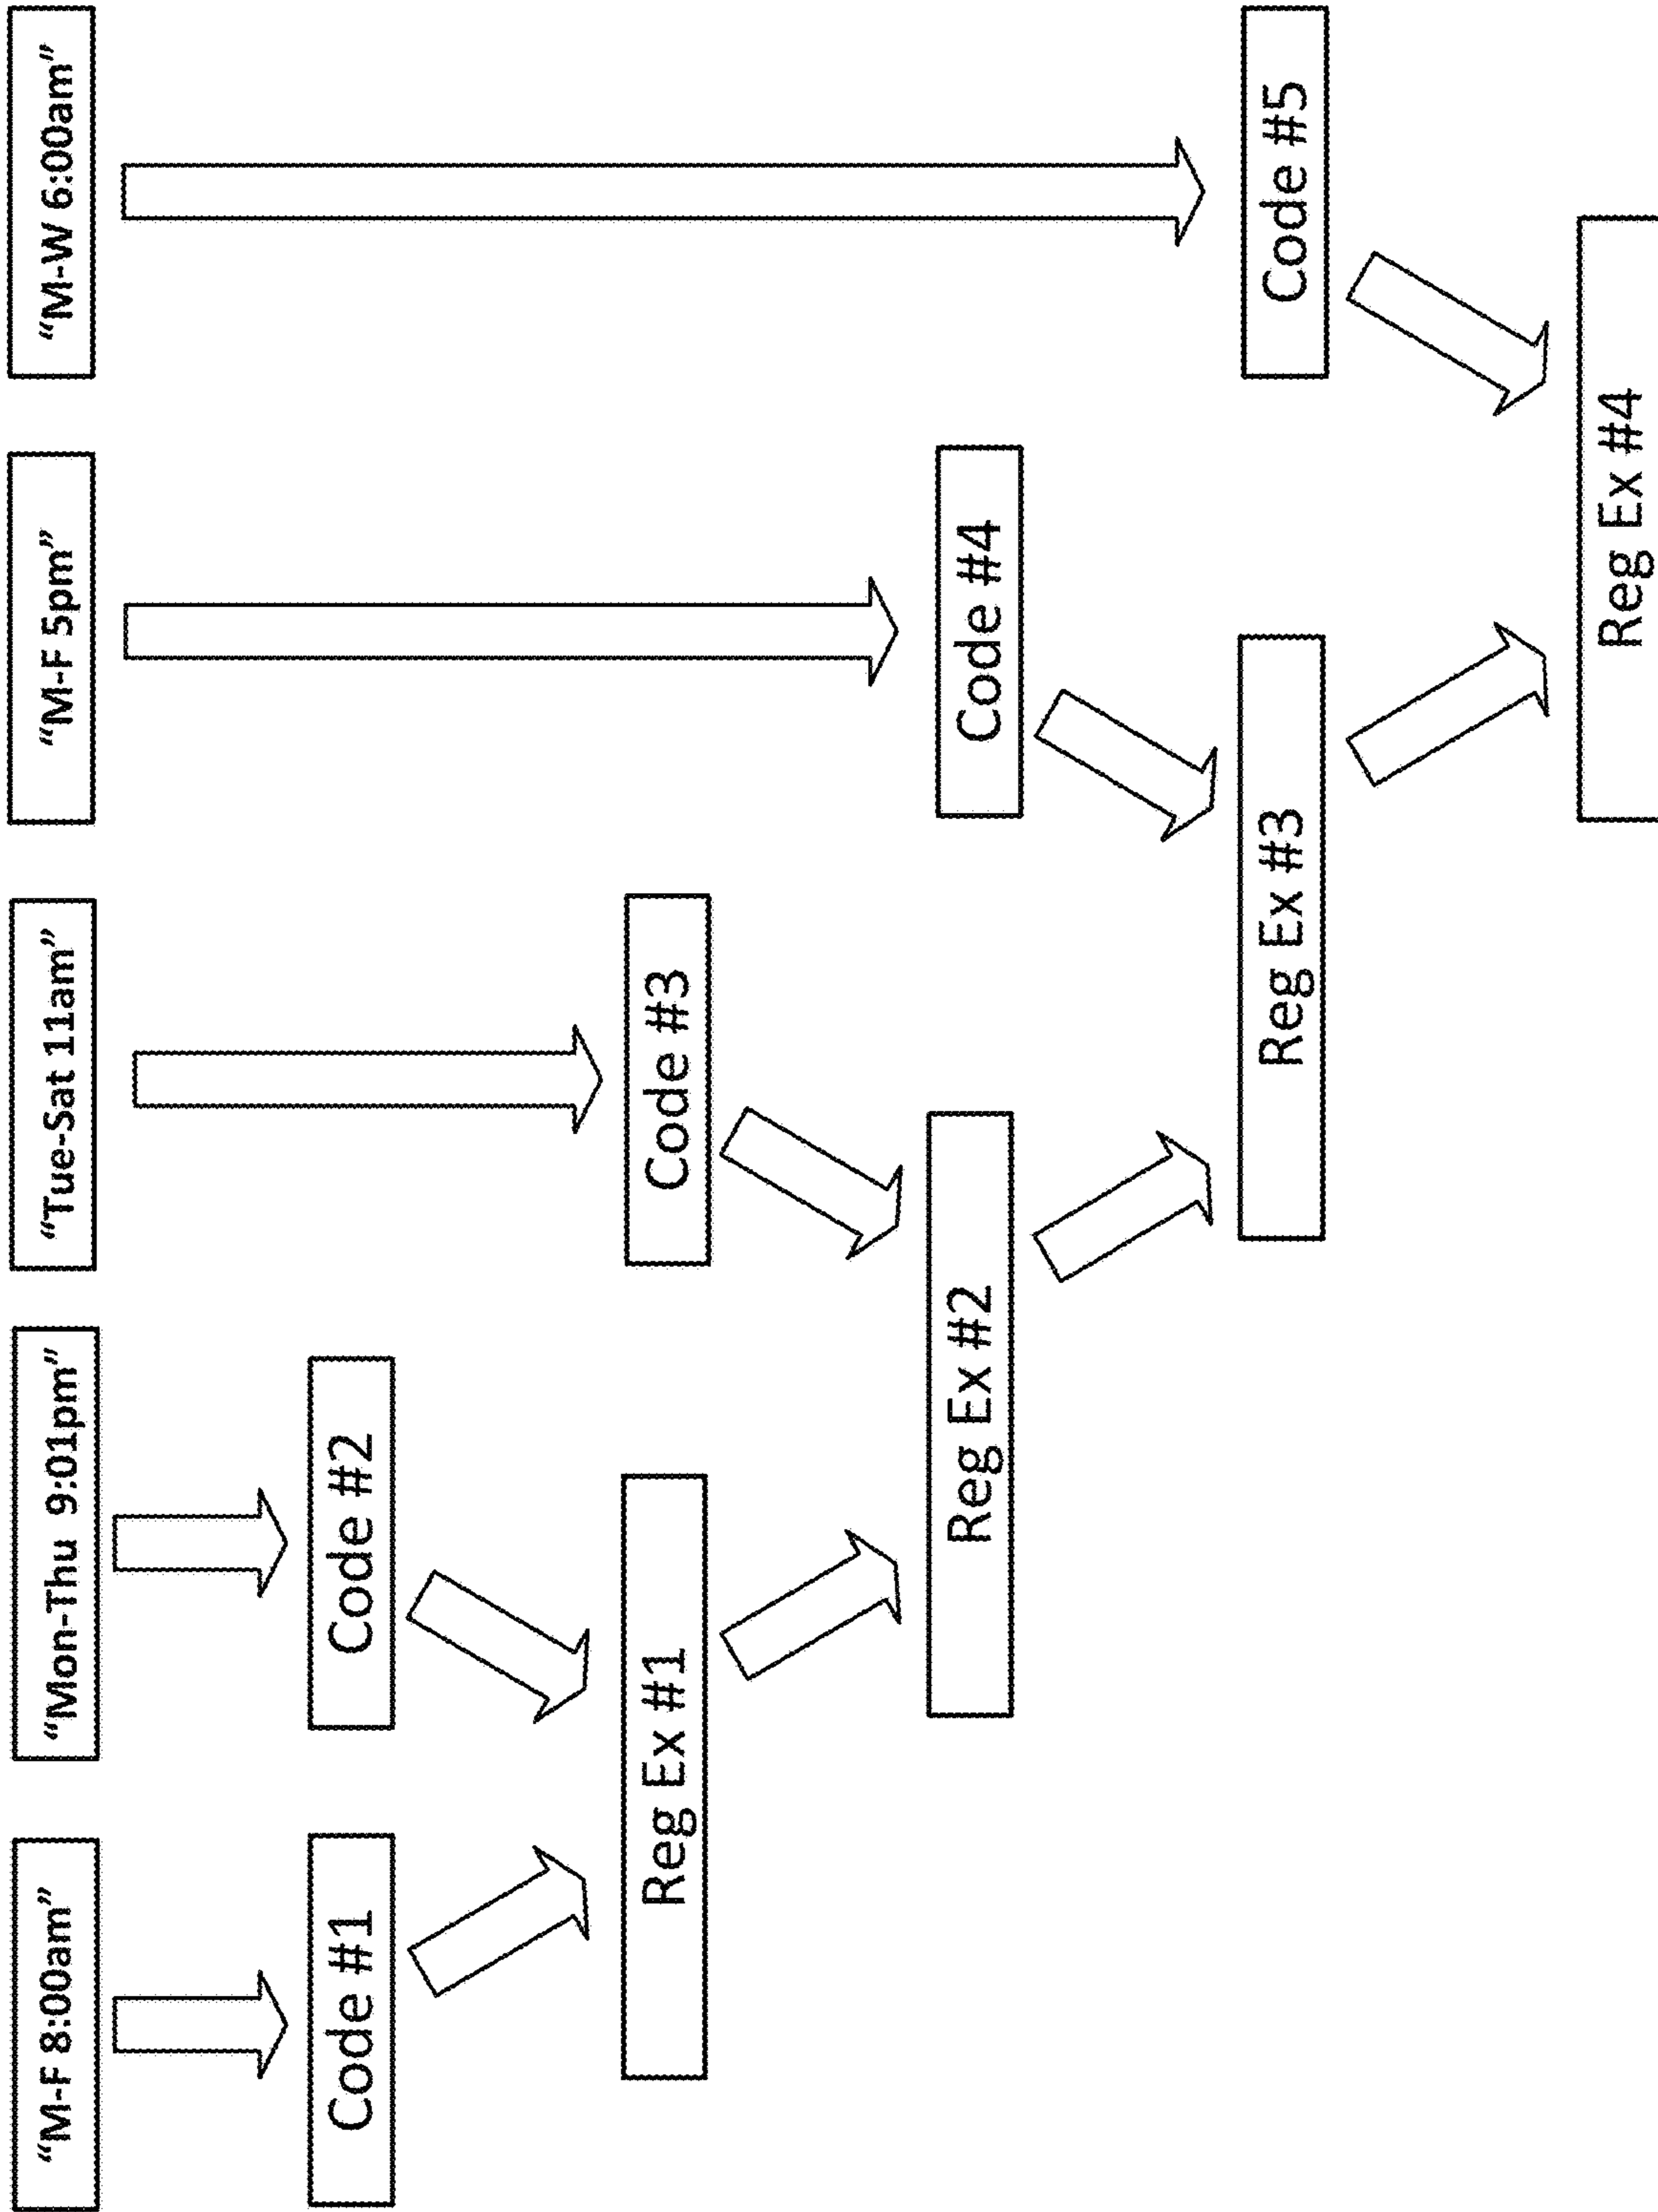 “M-F 8:00am”
“Mon-Thu 9:01pm”
“Tue-Sat 11am”
“M-F 5pm”
“M-W 6:00am”
Code #1
Code #2
Reg Ex #1
Code #3
Reg Ex #2
Code #4
Reg Ex #3
Code #5
Reg Ex #4